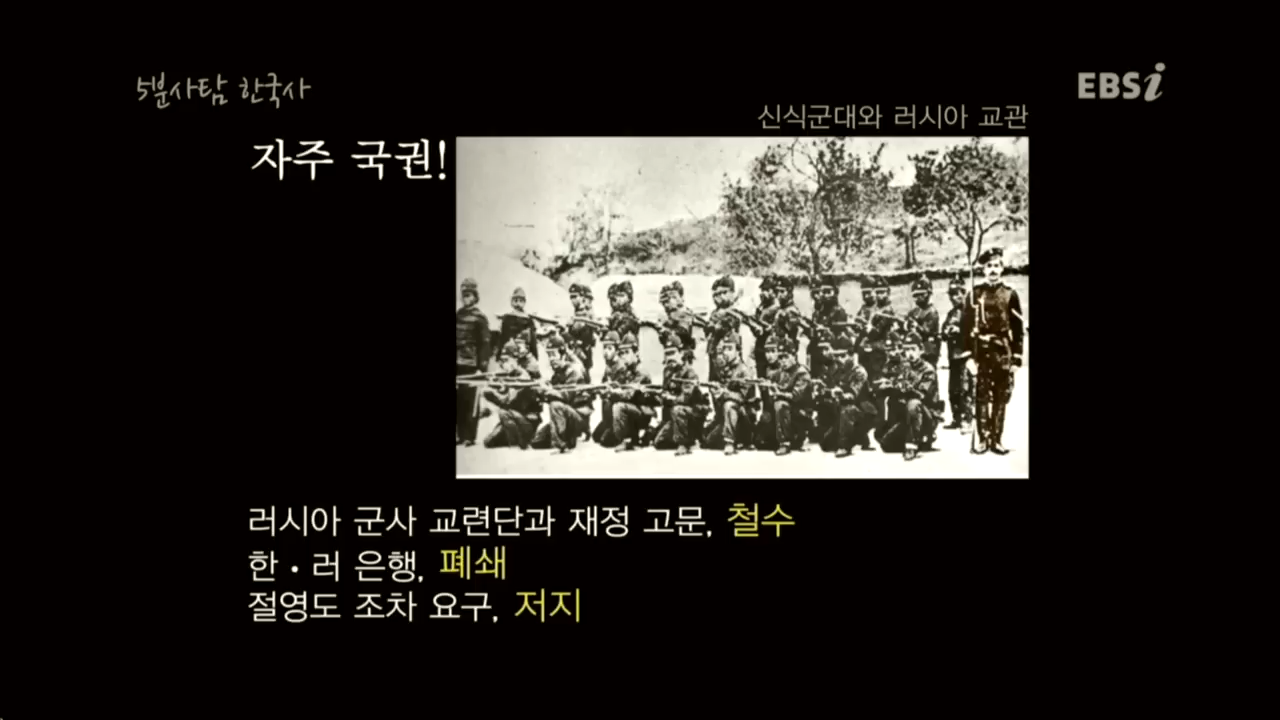 5분사탐 한국사
EBSi
신식군대와 러시아 교관
자주 국권!
러시아 군사 교련단과 재정 고문, 철수
한·러 은행, 폐쇄
절영도 조차 요구, 저지